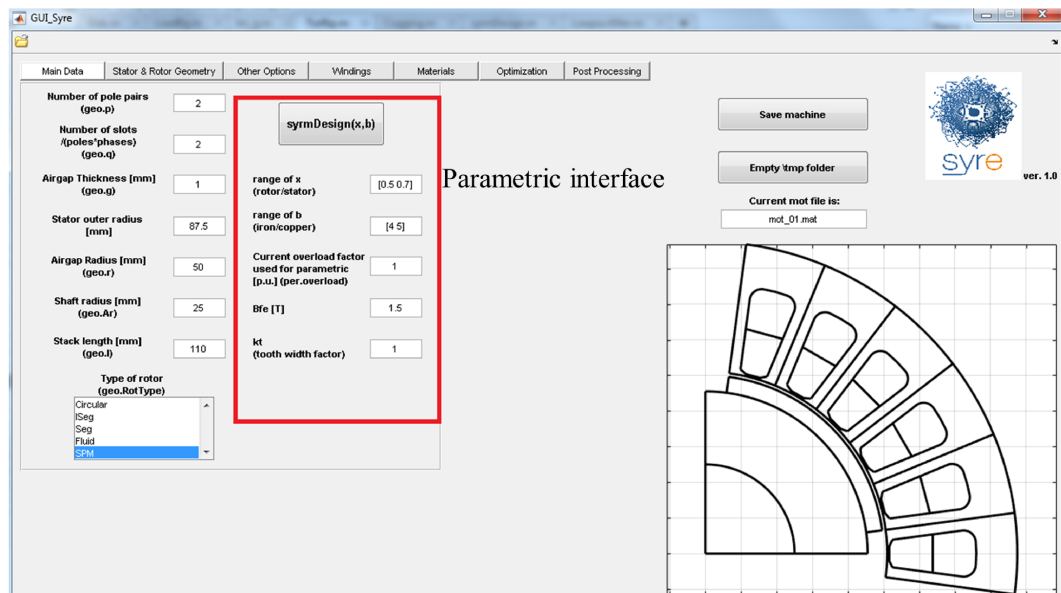 GUI_Syre
Main Data
Stator & Rotor Geometry
Other Options
Windings
Materials
Optimization
Post Processing
Number of pole pairs
(geo.p)
2
Number of slots
/(poles*phases)
(geo.q)
2
Airgap Thickness [mm]
(geo.g)
1
Stator outer radius
[mm]
87.5
Airgap Radius [mm]
(geo.r)
50
Shaft radius [mm]
(geo.Ar)
25
Stack length [mm]
(geo.l)
110
Type of rotor
(geo.RotType)
Circular
ISeg
Seg
Fluid
SPM
syrmDesign(x,b)
range of x
(rotor/stator)
[0.5 0.7]
range of b
(iron/copper)
[4 5]
Current overload factor
used for parametric
[p.u.] (per.overload)
1
Bfe [T]
1.5
kt
(tooth width factor)
1
Parametric interface
Save machine
Empty \tmp folder
Current mot file is:
mot_01.mat
syre
ver. 1.0